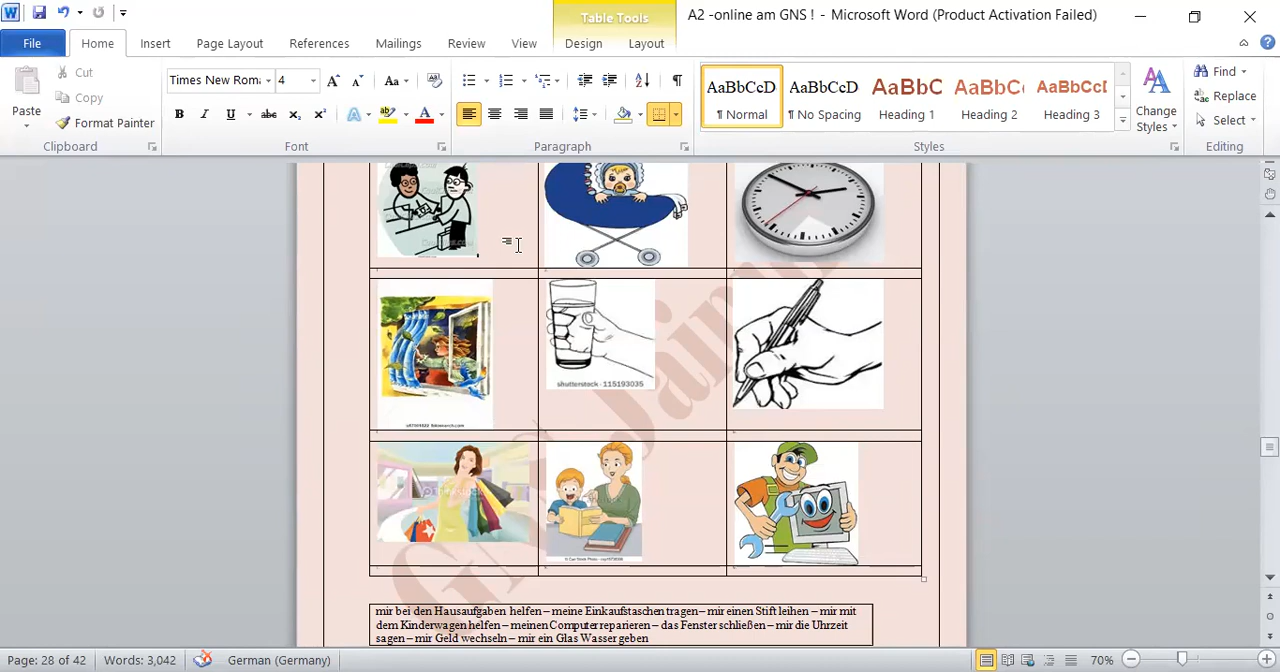 Table Tools
A2 -online am GNS ! - Microsoft Word (Product Activation Failed)
File Home Insert Page Layout References Mailings Review View Design Layout
Paste
Cut
Copy
Format Painter
Times New Roma 4
AaBbCcD AaBbCcD AaBbC AaBbCc AaBbCcI
¶ Normal ¶ No Spacing Heading 1 Heading 2 Heading 3
Change
Styles
Find
Replace
Select
Clipboard Font Paragraph Styles Editing
shutterstock · 115193035
GNS Jaipur
mir bei den Hausaufgaben helfen – meine Einkaufstaschen tragen – mir einen Stift leihen – mir mit
dem Kinderwagen helfen – meinen Computer reparieren – das Fenster schließen – mir die Uhrzeit
sagen – mir Geld wechseln – mir ein Glas Wasser geben
Page: 28 of 42 Words: 3,042 German (Germany) 70%